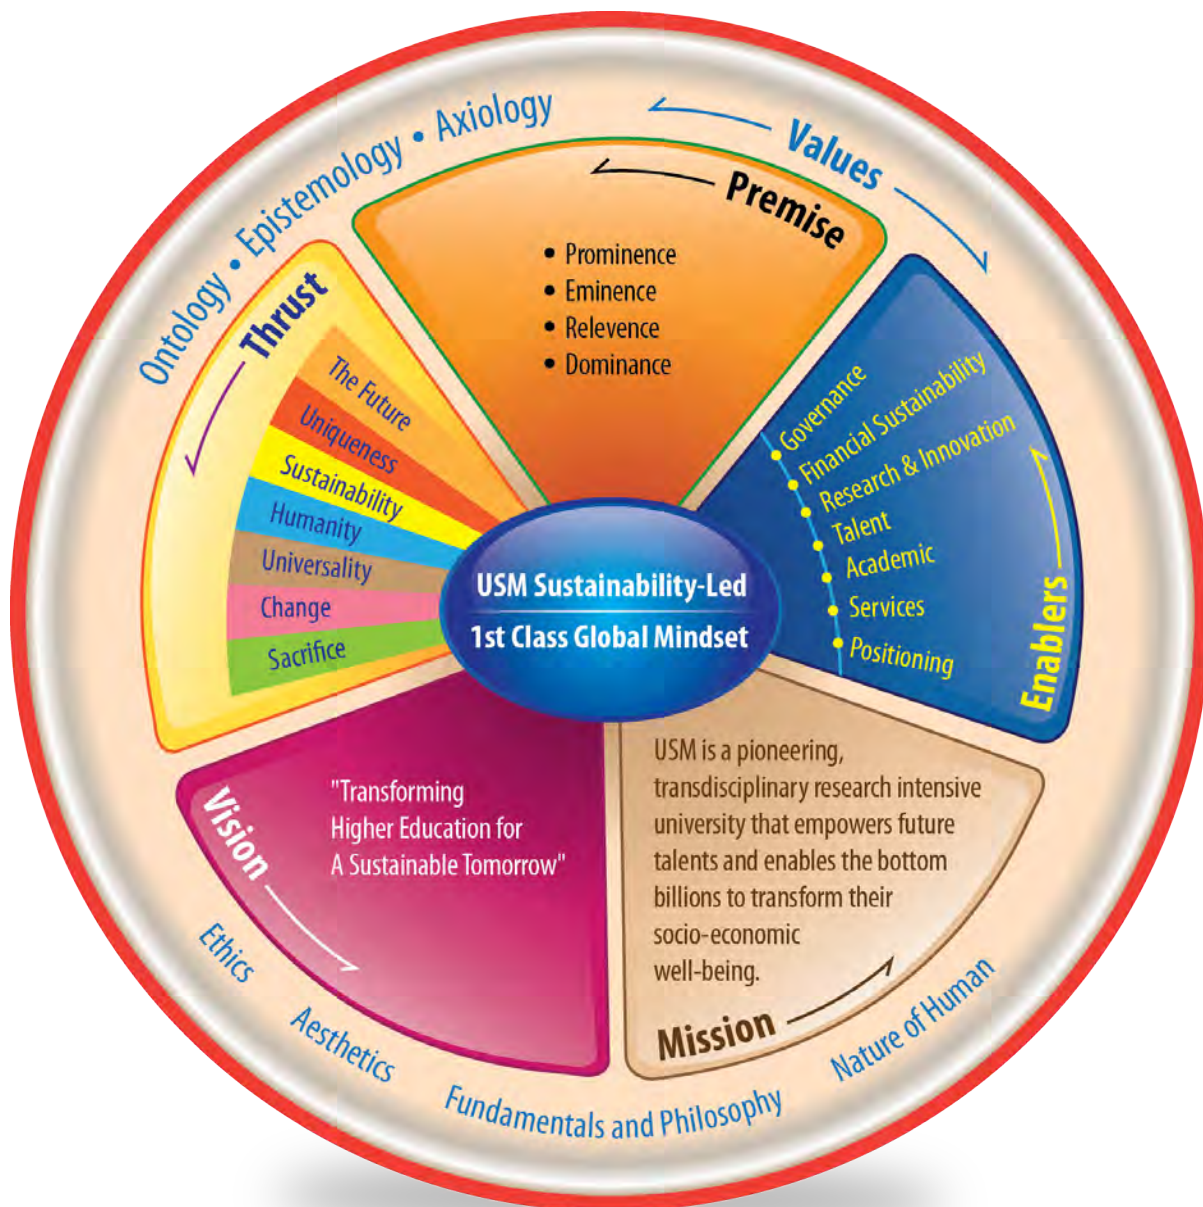 Ontology • Epistemology • Axiology
Values
Premise
• Prominence
• Eminence
• Relevence
• Dominance
Thrust
The Future
Uniqueness
Sustainability
Humanity
Universality
Change
Sacrifice
Governance
Financial Sustainability
Research & Innovation
Talent
Academic
Services
Positioning
Enablers
USM Sustainability-Led
1st Class Global Mindset
Vision
"Transforming
Higher Education for
A Sustainable Tomorrow"
USM is a pioneering,
transdisciplinary research intensive
university that empowers future
talents and enables the bottom
billions to transform their
socio-economic
well-being.
Mission
Ethics
Aesthetics
Fundamentals and Philosophy
Nature of Human